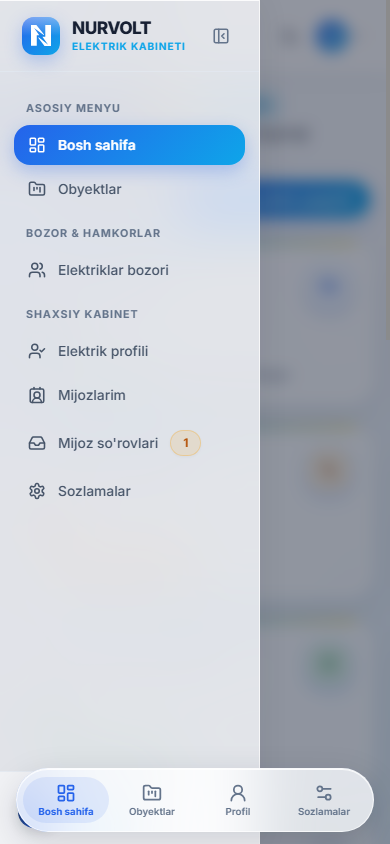 NURVOLT
ELEKTRIK KABINETI
ASOSIY MENYU
Bosh sahifa
Obyektlar
BOZOR & HAMKORLAR
Elektriklar bozori
SHAXSIY KABINET
Elektrik profili
Mijozlarim
Mijoz so'rovlari 1
Sozlamalar
Bosh sahifa Obyektlar Profil Sozlamalar